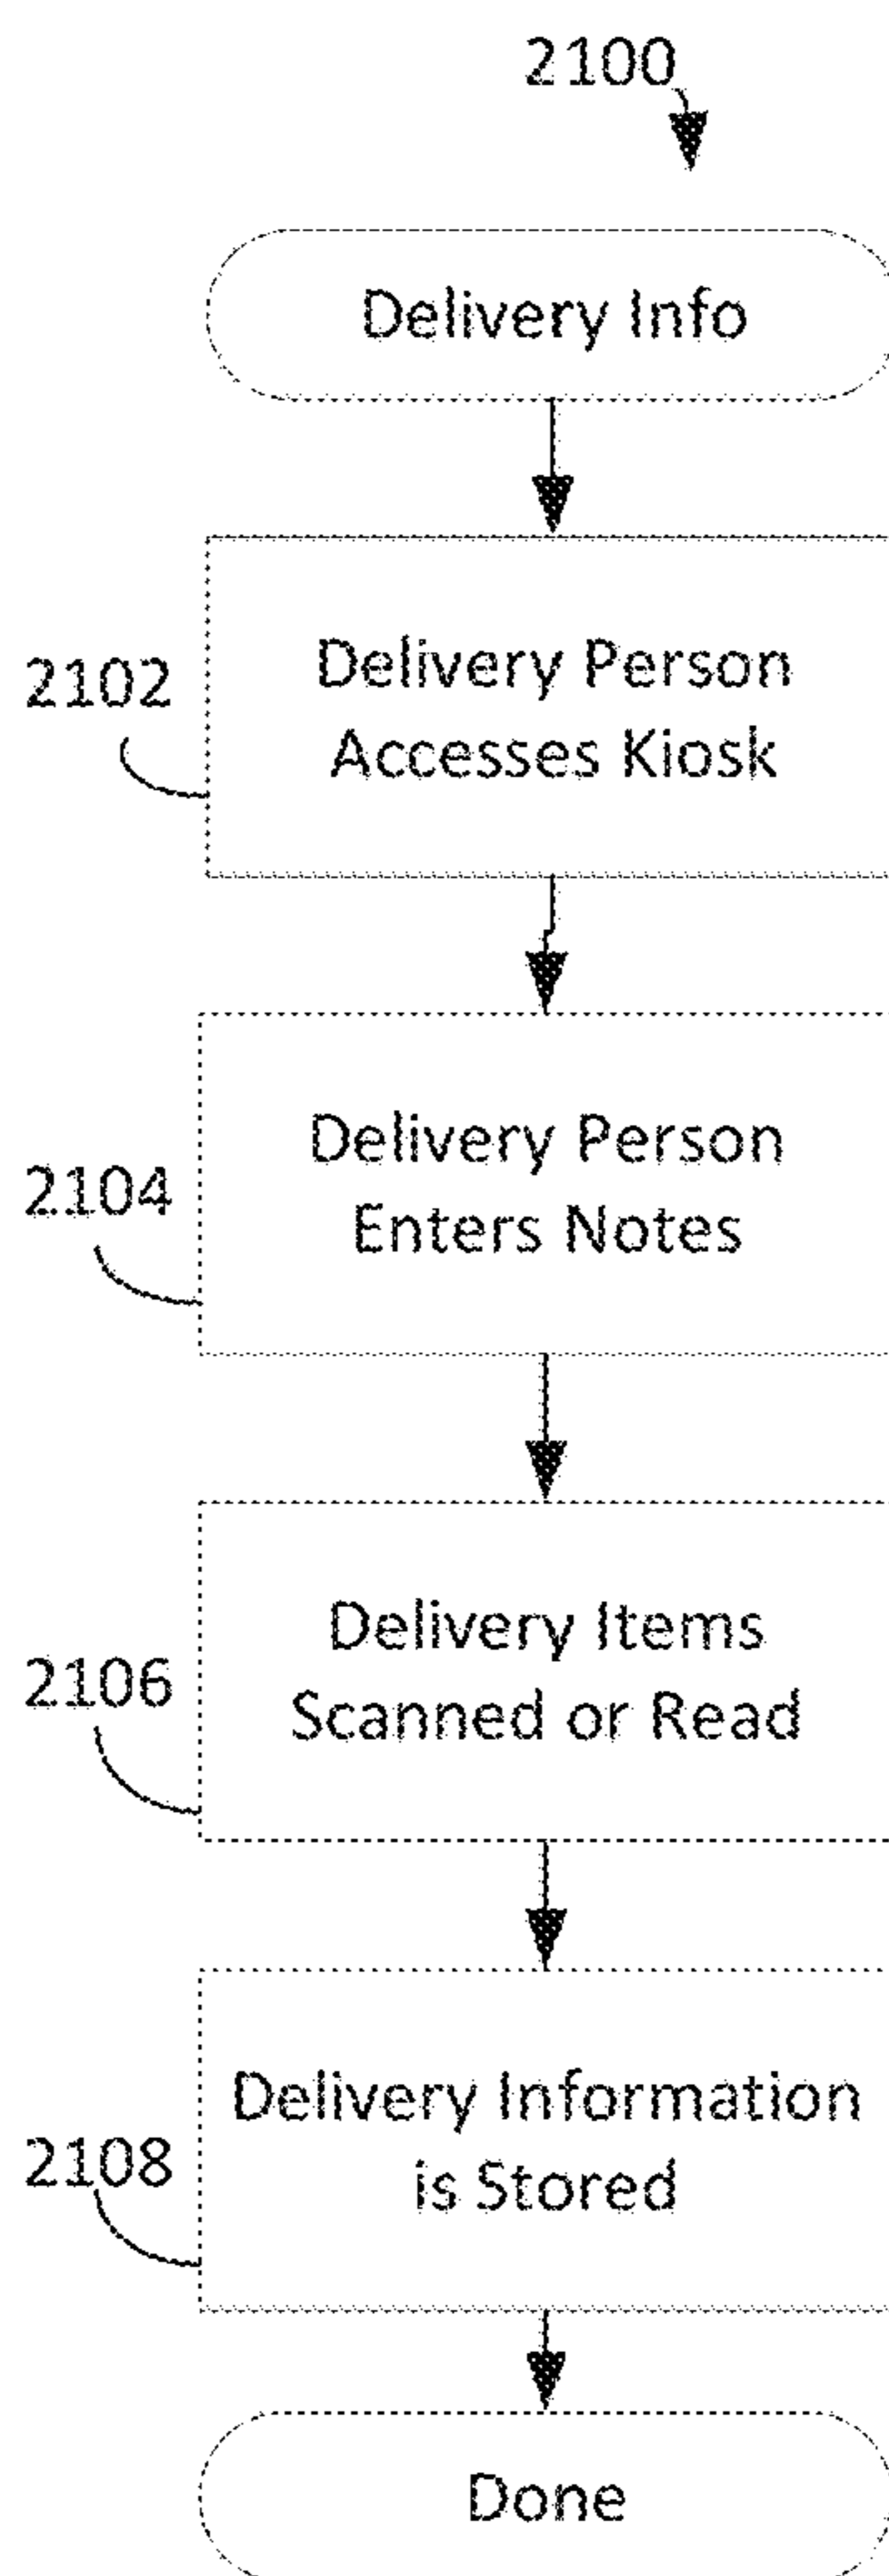 2100
Delivery Info
2102
Delivery Person
Accesses Kiosk
2104
Delivery Person
Enters Notes
2106
Delivery Items
Scanned or Read
2108
Delivery Information
is Stored
Done